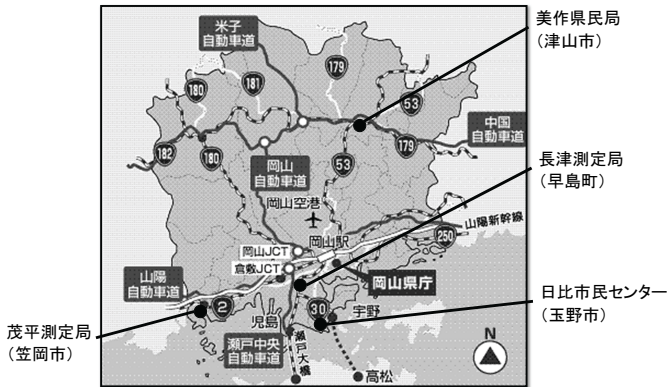 美作県民局
（津山市）
米子
自動車道
179
181
180
53
中国
自動車道
182
180
179
長津測定局
（早島町）
岡山
自動車道
53
岡山空港
山陽新幹線
岡山駅
250
岡山JCT
倉敷JCT
山陽
自動車道
岡山県庁
2
30
日比市民センター
（玉野市）
児島
宇野
茂平測定局
（笠岡市）
瀬戸中央
自動車道
瀬戸大橋
N
高松